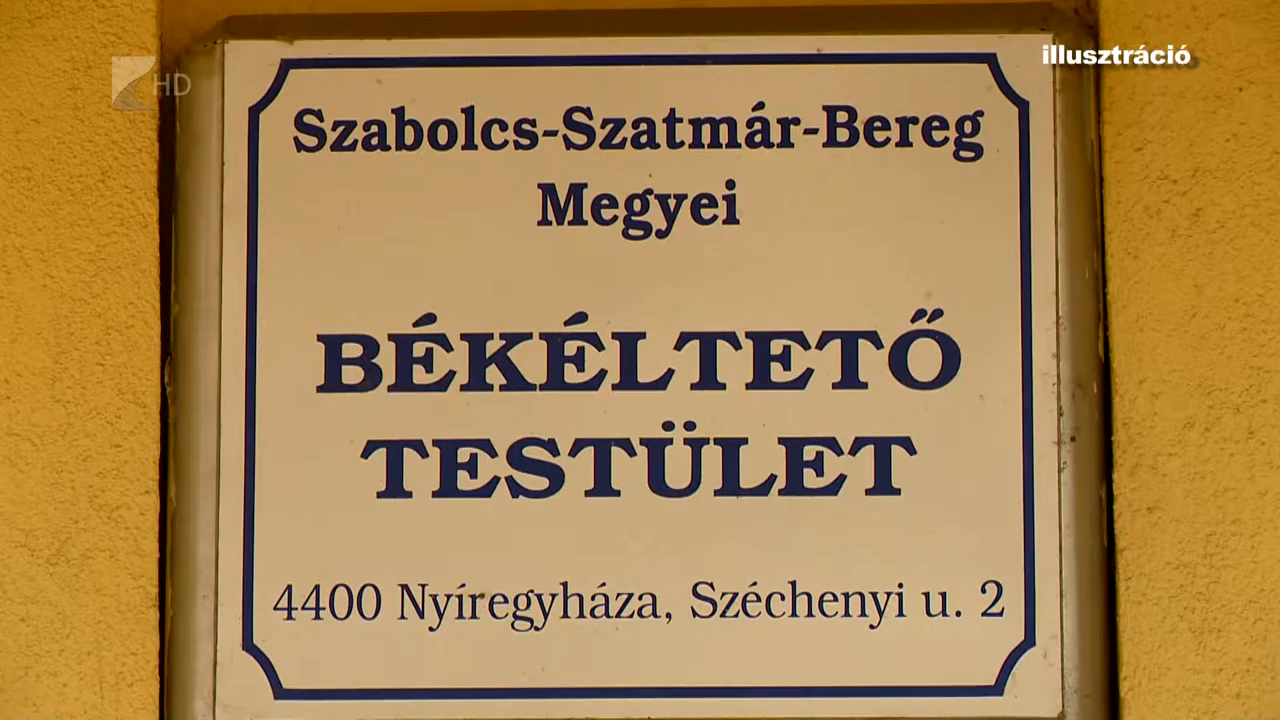 illusztráció
HD
Szabolcs-Szatmár-Bereg
Megyei
BÉKÉLTETŐ
TESTÜLET
4400 Nyíregyháza, Széchenyi u. 2